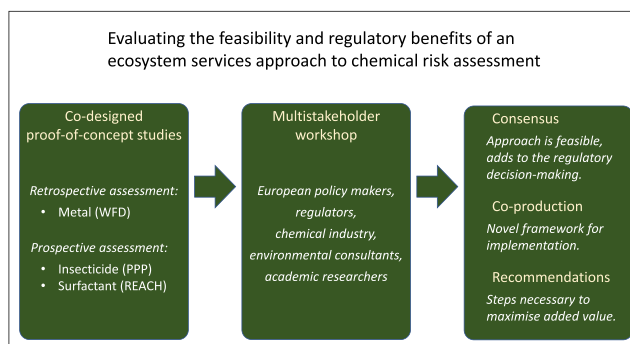 Evaluating the feasibility and regulatory benefits of an
ecosystem services approach to chemical risk assessment
Co-designed
proof-of-concept studies
Retrospective assessment:
• Metal (WFD)
Prospective assessment:
• Insecticide (PPP)
• Surfactant (REACH)
Multistakeholder
workshop
European policy makers,
regulators,
chemical industry,
environmental consultants,
academic researchers
Consensus
Approach is feasible,
adds to the regulatory
decision-making.
Co-production
Novel framework for
implementation.
Recommendations
Steps necessary to
maximise added value.